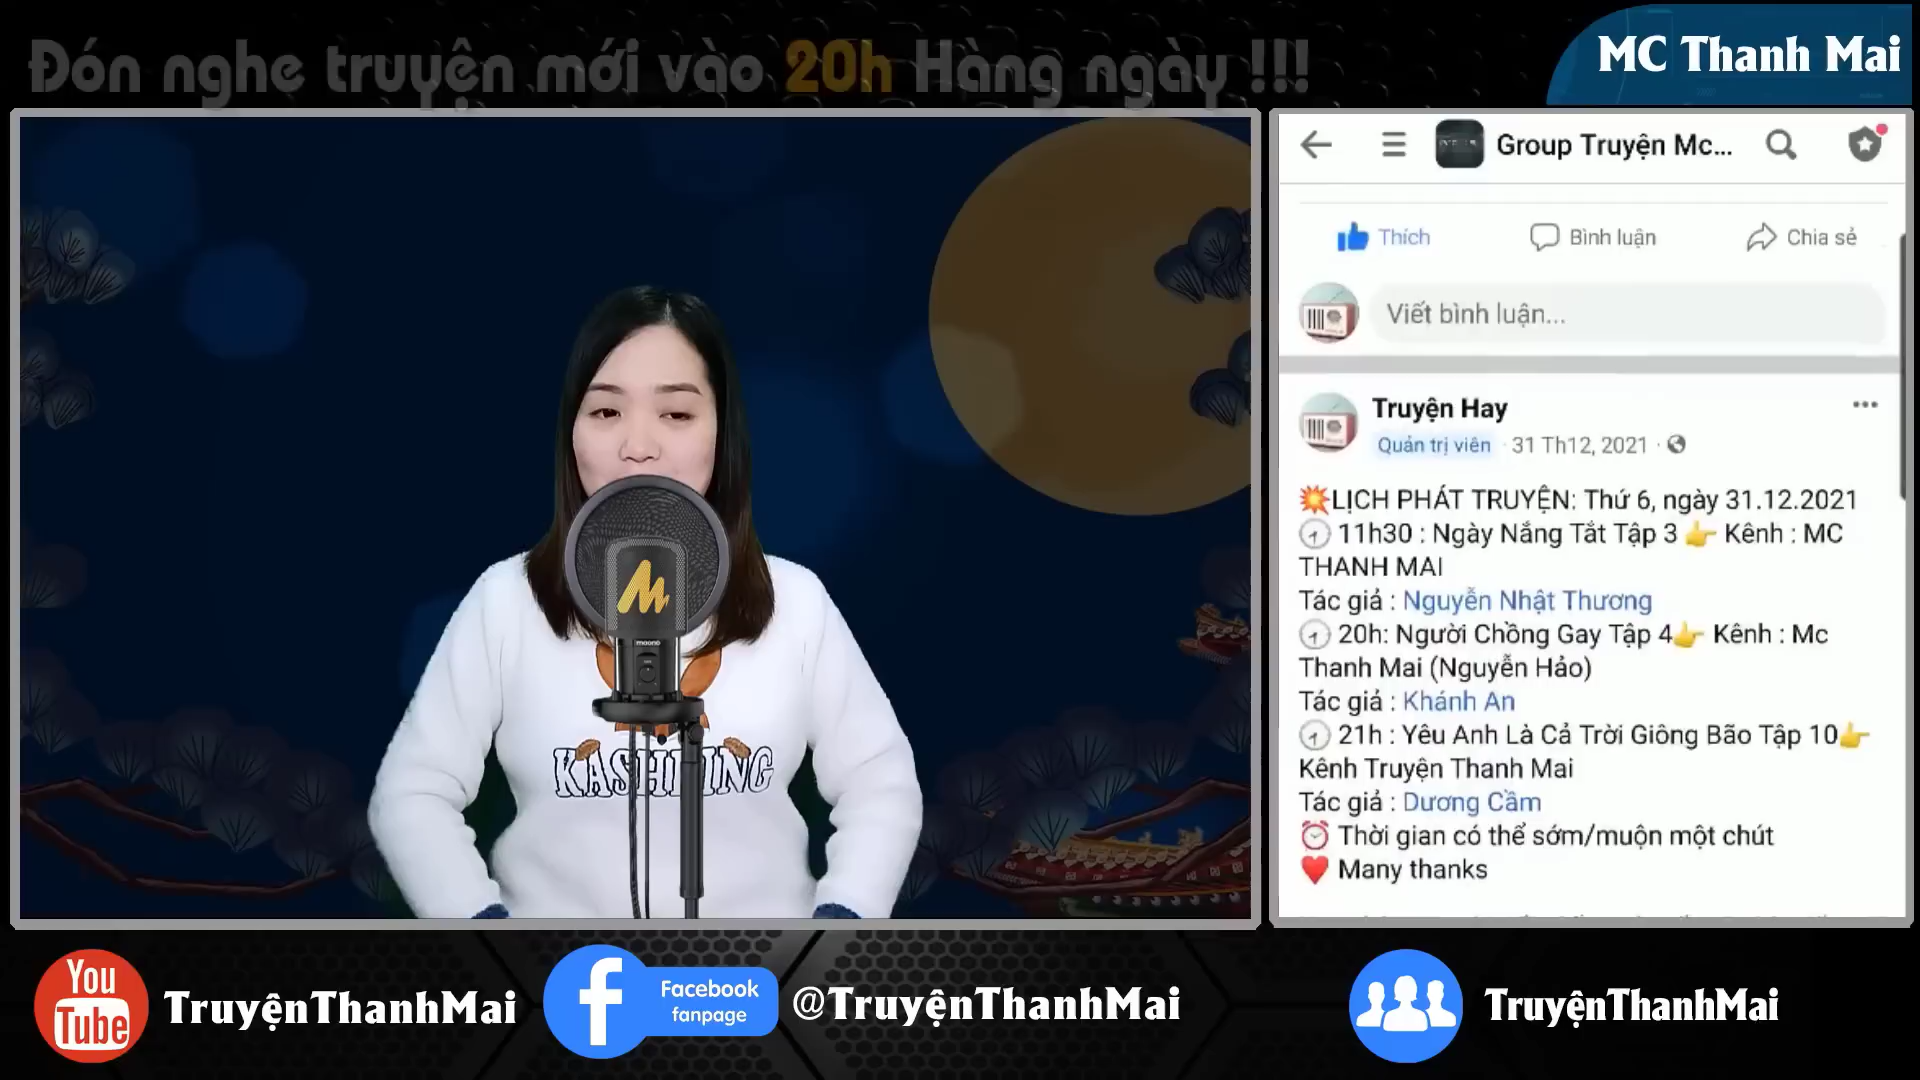 Đón nghe truyện mới vào 20h Hàng ngày !!!
MC Thanh Mai
Group Truyện Mc...
Thích
Bình luận
Chia sẻ
Viết bình luận...
Truyện Hay
Quản trị viên · 31 Th12, 2021 ·
💥LỊCH PHÁT TRUYỆN: Thứ 6, ngày 31.12.2021
🕢 11h30 : Ngày Nắng Tắt Tập 3 👉 Kênh : MC
THANH MAI
Tác giả : Nguyễn Nhật Thương
🕢 20h: Người Chồng Gay Tập 4👉 Kênh : Mc
Thanh Mai (Nguyễn Hảo)
Tác giả : Khánh An
🕢 21h : Yêu Anh Là Cả Trời Giông Bão Tập 10👉
Kênh Truyện Thanh Mai
Tác giả : Dương Cầm
⏰ Thời gian có thể sớm/muộn một chút
❤️ Many thanks
maono
KASHIING
You
Tube
TruyệnThanhMai
Facebook
fanpage
@TruyệnThanhMai
TruyệnThanhMai